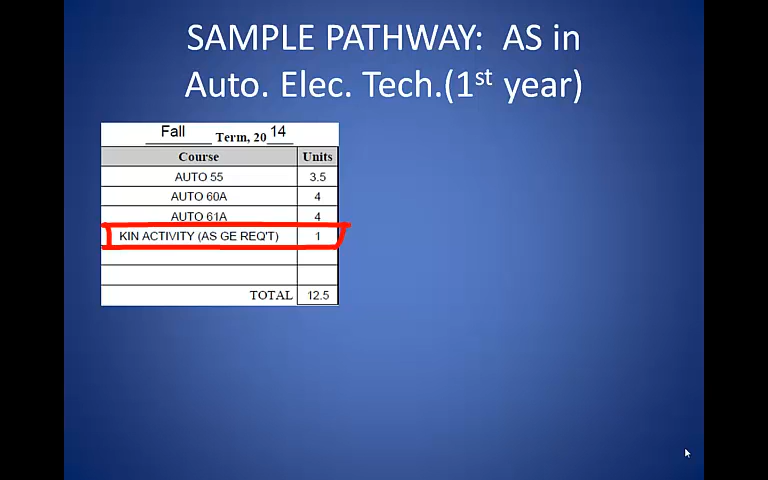 SAMPLE PATHWAY:  AS in
Auto. Elec. Tech.(1st year)
Fall Term, 20 14
Course Units
AUTO 55 3.5
AUTO 60A 4
AUTO 61A 4
KIN ACTIVITY (AS GE REQ'T) 1
TOTAL 12.5